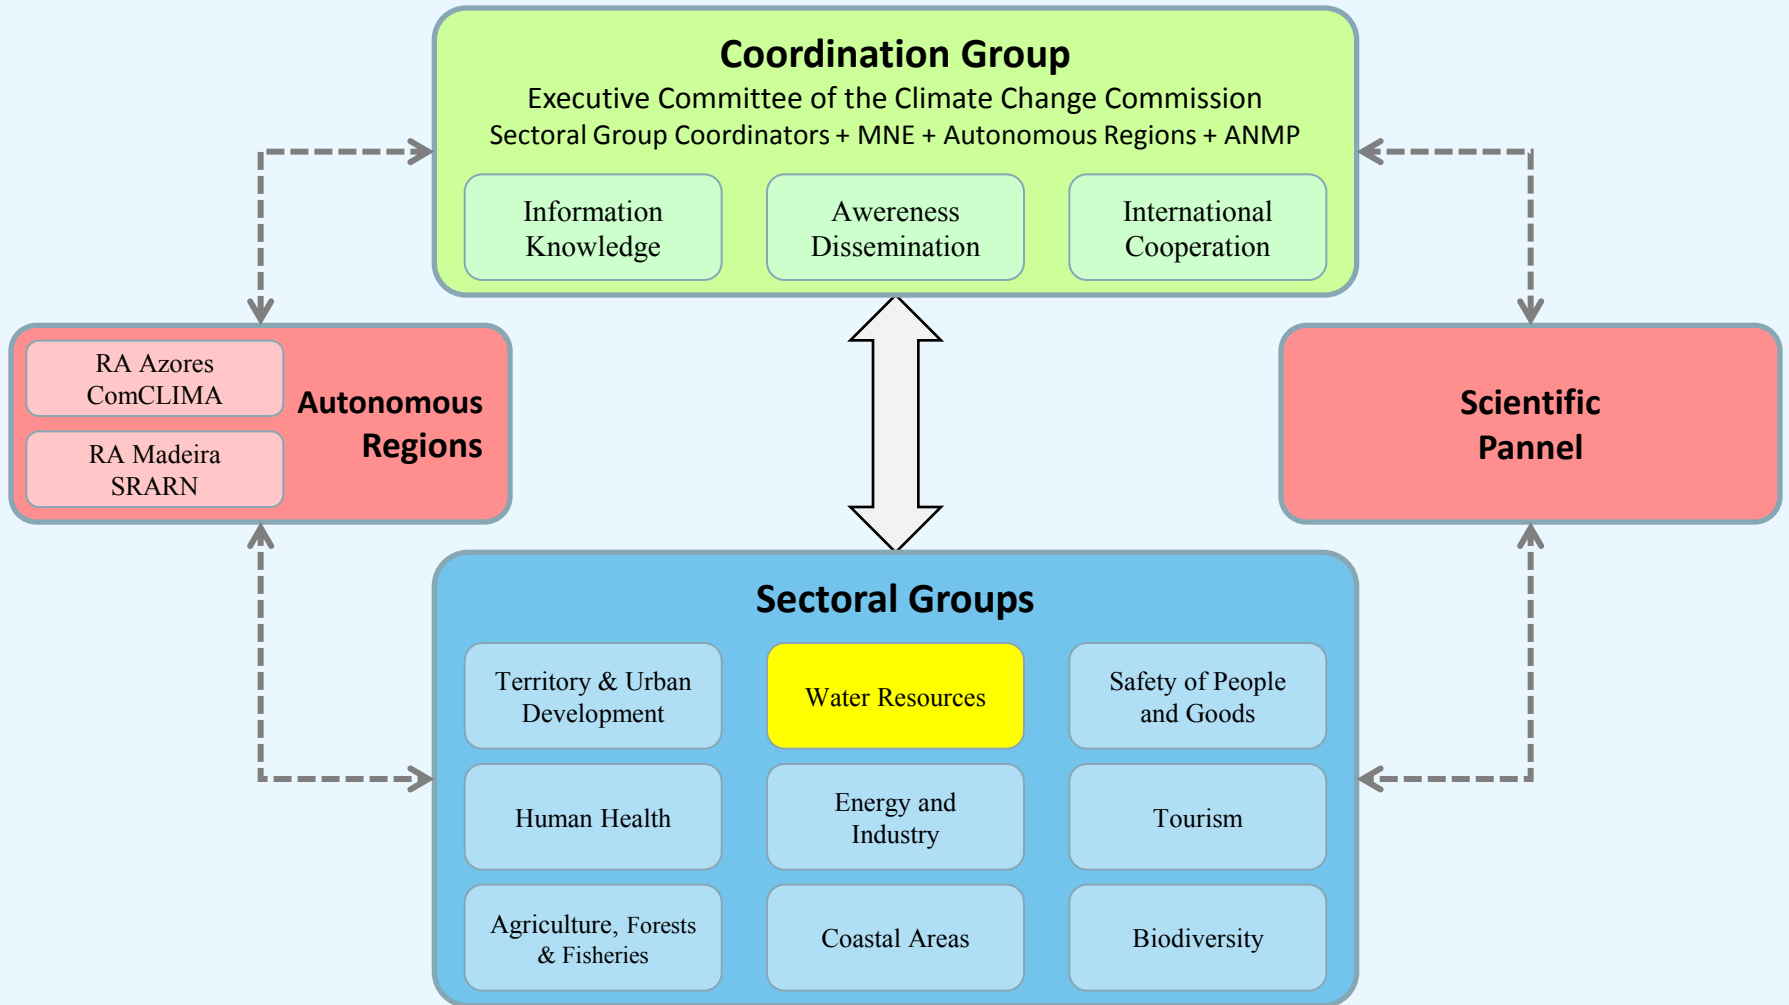 Coordination Group
Executive Committee of the Climate Change Commission
Sectoral Group Coordinators + MNE + Autonomous Regions + ANMP
Information
Knowledge
Awereness
Dissemination
International
Cooperation
RA Azores
ComCLIMA
RA Madeira
SRARN
Autonomous
Regions
Scientific
Pannel
Sectoral Groups
Territory & Urban
Development
Water Resources
Safety of People
and Goods
Human Health
Energy and
Industry
Tourism
Agriculture, Forests
& Fisheries
Coastal Areas
Biodiversity